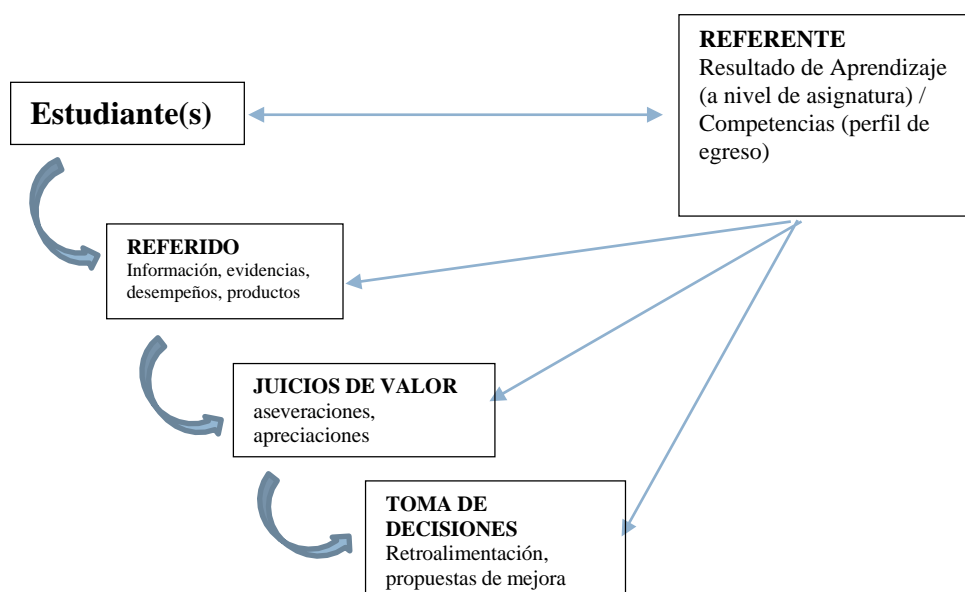 REFERENTE
Resultado de Aprendizaje
(a nivel de asignatura) /
Competencias (perfil de
egreso)
Estudiante(s)
REFERIDO
Información, evidencias,
desempeños, productos
JUICIOS DE VALOR
aseveraciones,
apreciaciones
TOMA DE
DECISIONES
Retroalimentación,
propuestas de mejora